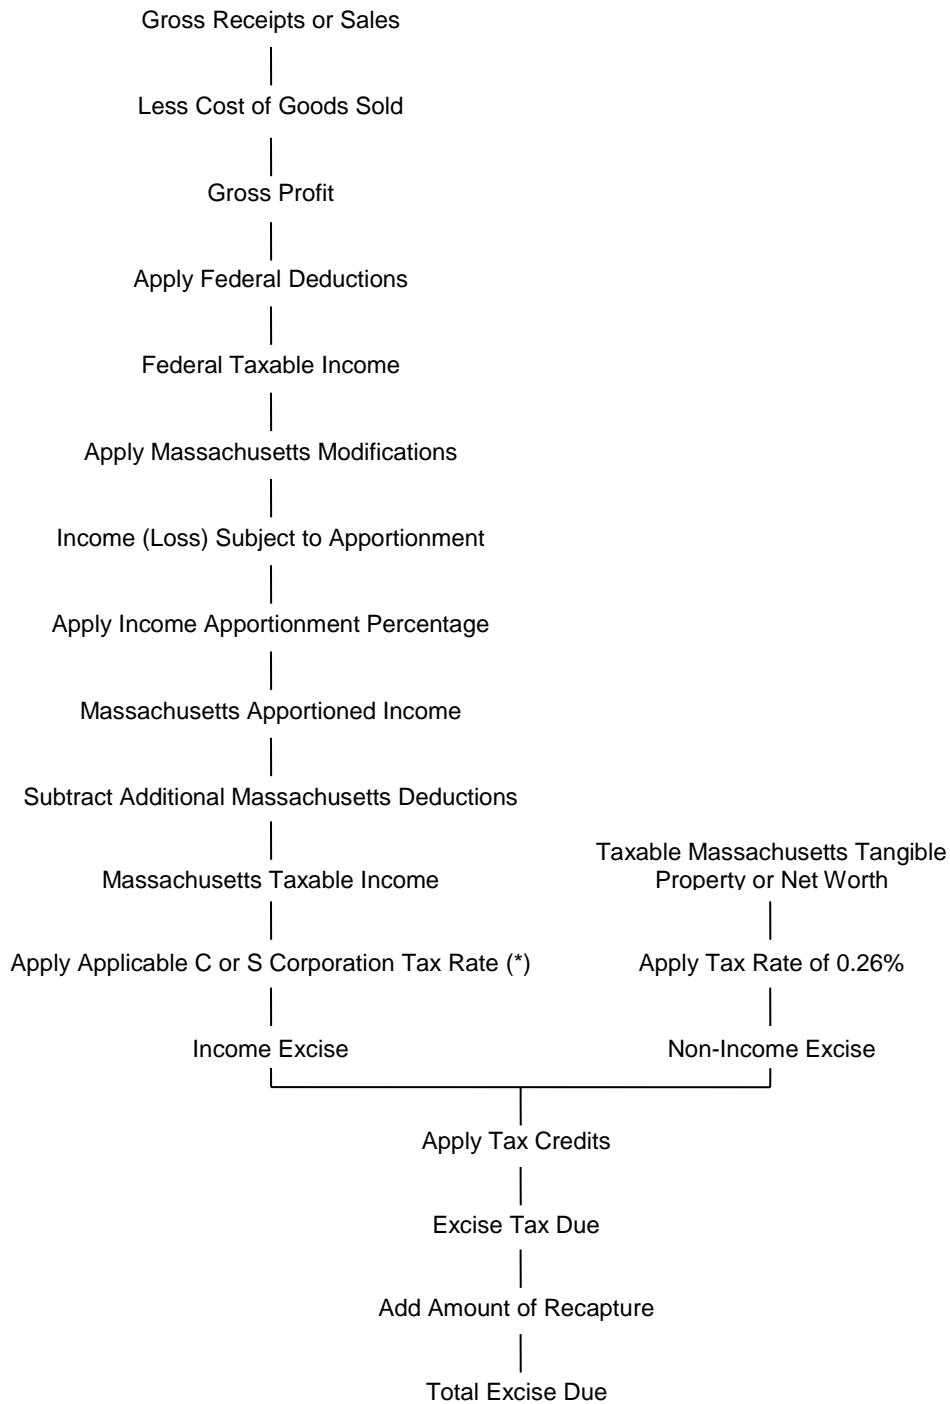 Gross Receipts or Sales
Less Cost of Goods Sold
Gross Profit
Apply Federal Deductions
Federal Taxable Income
Apply Massachusetts Modifications
Income (Loss) Subject to Apportionment
Apply Income Apportionment Percentage
Massachusetts Apportioned Income
Subtract Additional Massachusetts Deductions
Massachusetts Taxable Income
Apply Applicable C or S Corporation Tax Rate (*)
Income Excise
Taxable Massachusetts Tangible
Property or Net Worth
Apply Tax Rate of 0.26%
Non-Income Excise
Apply Tax Credits
Excise Tax Due
Add Amount of Recapture
Total Excise Due